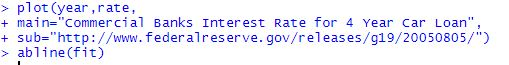 > plot(year,rate,
+ main="Commercial Banks Interest Rate for 4 Year Car Loan",
+ sub="http://www.federalreserve.gov/releases/g19/20050805/")
> abline(fit)